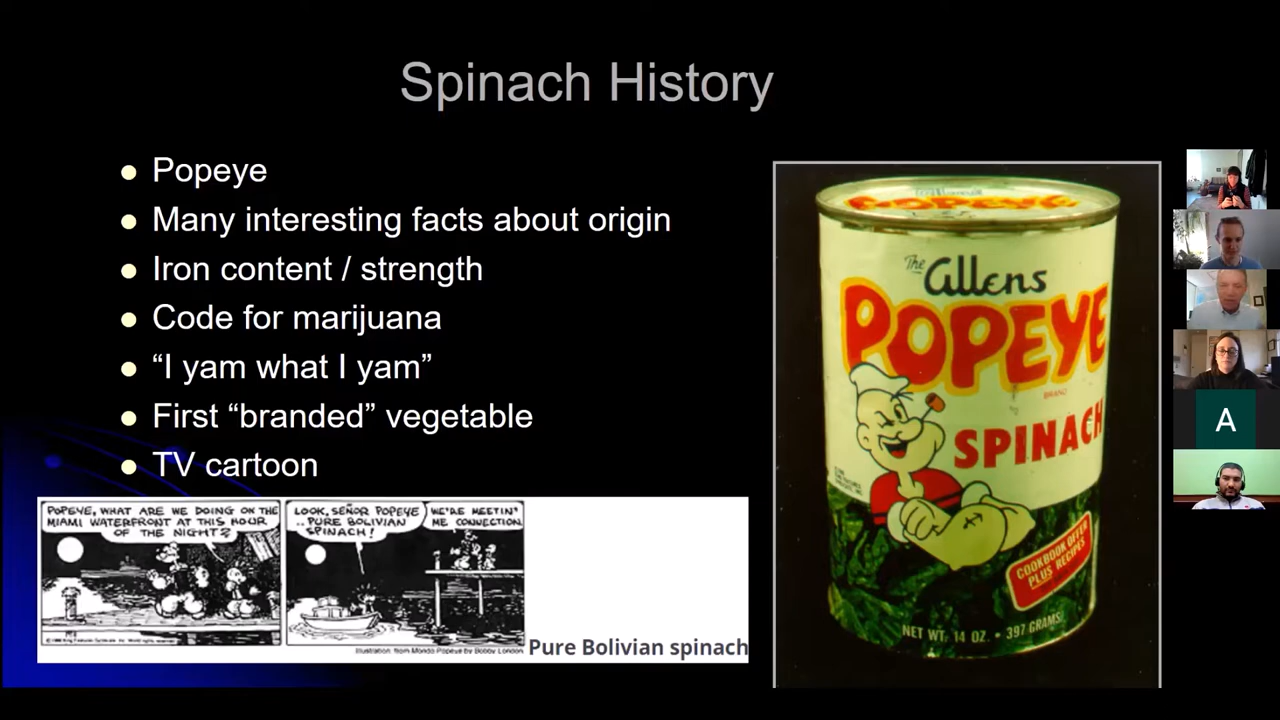 Spinach History
Popeye
Many interesting facts about origin
Iron content / strength
Code for marijuana
“I yam what I yam”
First “branded” vegetable
TV cartoon
POPEYE, WHAT ARE WE DOING ON THE
MIAMI WATERFRONT AT THIS HOUR
OF THE NIGHT?
LOOK, SEÑOR POPEYE
..PURE BOLIVIAN
SPINACH!
WE'RE MEETIN'
ME CONNECTION.
Illustration from Mondo Popeye by Bobby London
Pure Bolivian spinach
POPEYE
The Allens
POPEYE
BRAND
SPINACH
COOKBOOK OFFER
PLUS RECIPES
NET WT. 14 OZ. • 397 GRAMS
A